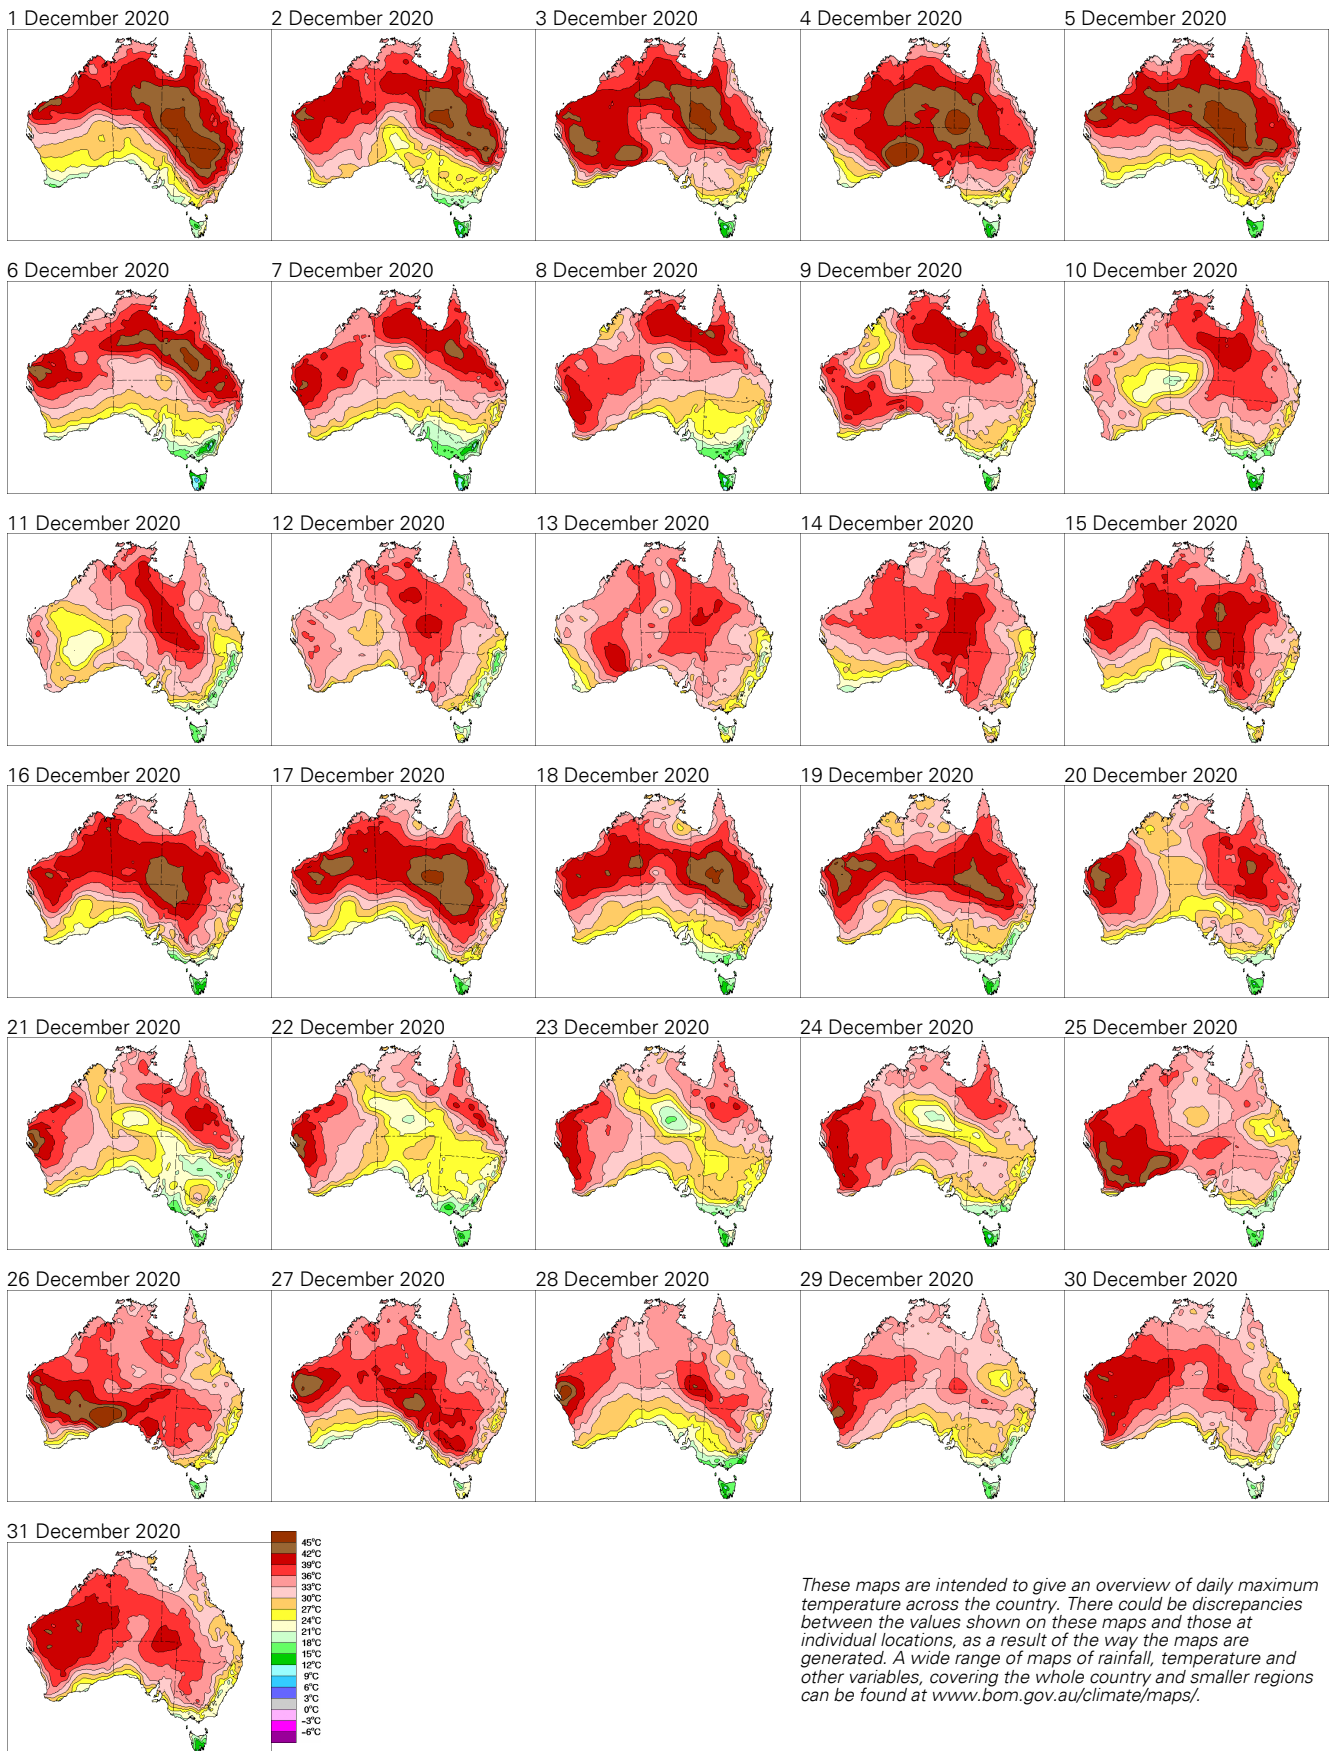 1 December 2020
2 December 2020
3 December 2020
4 December 2020
5 December 2020
6 December 2020
7 December 2020
8 December 2020
9 December 2020
10 December 2020
11 December 2020
12 December 2020
13 December 2020
14 December 2020
15 December 2020
16 December 2020
17 December 2020
18 December 2020
19 December 2020
20 December 2020
21 December 2020
22 December 2020
23 December 2020
24 December 2020
25 December 2020
26 December 2020
27 December 2020
28 December 2020
29 December 2020
30 December 2020
31 December 2020
45°C
42°C
39°C
36°C
33°C
30°C
27°C
24°C
21°C
18°C
15°C
12°C
9°C
6°C
3°C
0°C
-3°C
-6°C
These maps are intended to give an overview of daily maximum
temperature across the country. There could be discrepancies
between the values shown on these maps and those at
individual locations, as a result of the way the maps are
generated. A wide range of maps of rainfall, temperature and
other variables, covering the whole country and smaller regions
can be found at www.bom.gov.au/climate/maps/.